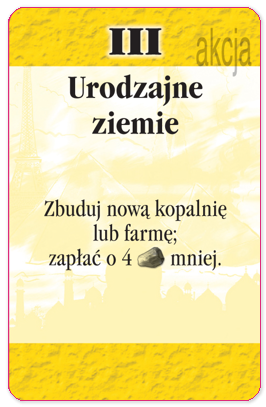 III
akcja
Urodzajne
ziemie
Zbuduj nową kopalnię
lub farmę;
zapłać o 4 mniej.